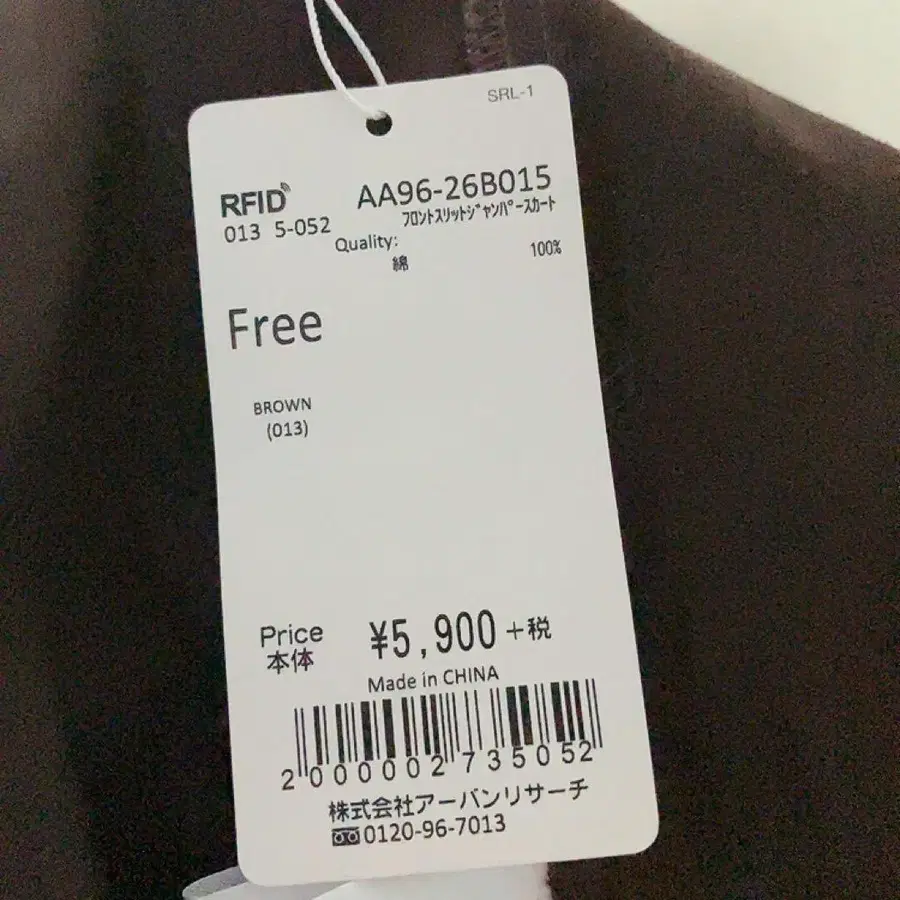 SRL-1
RFID
AA96-26B015
013 5-052
ﾌﾛﾝﾄｽﾘｯﾄｼﾞｬﾝﾊﾟｰｽｶｰﾄ
Quality:
綿 100%
Free
BROWN
(013)
Price ¥5,900+税
本体
Made in CHINA
2000002735052
株式会社アーバンリサーチ
0120-96-7013